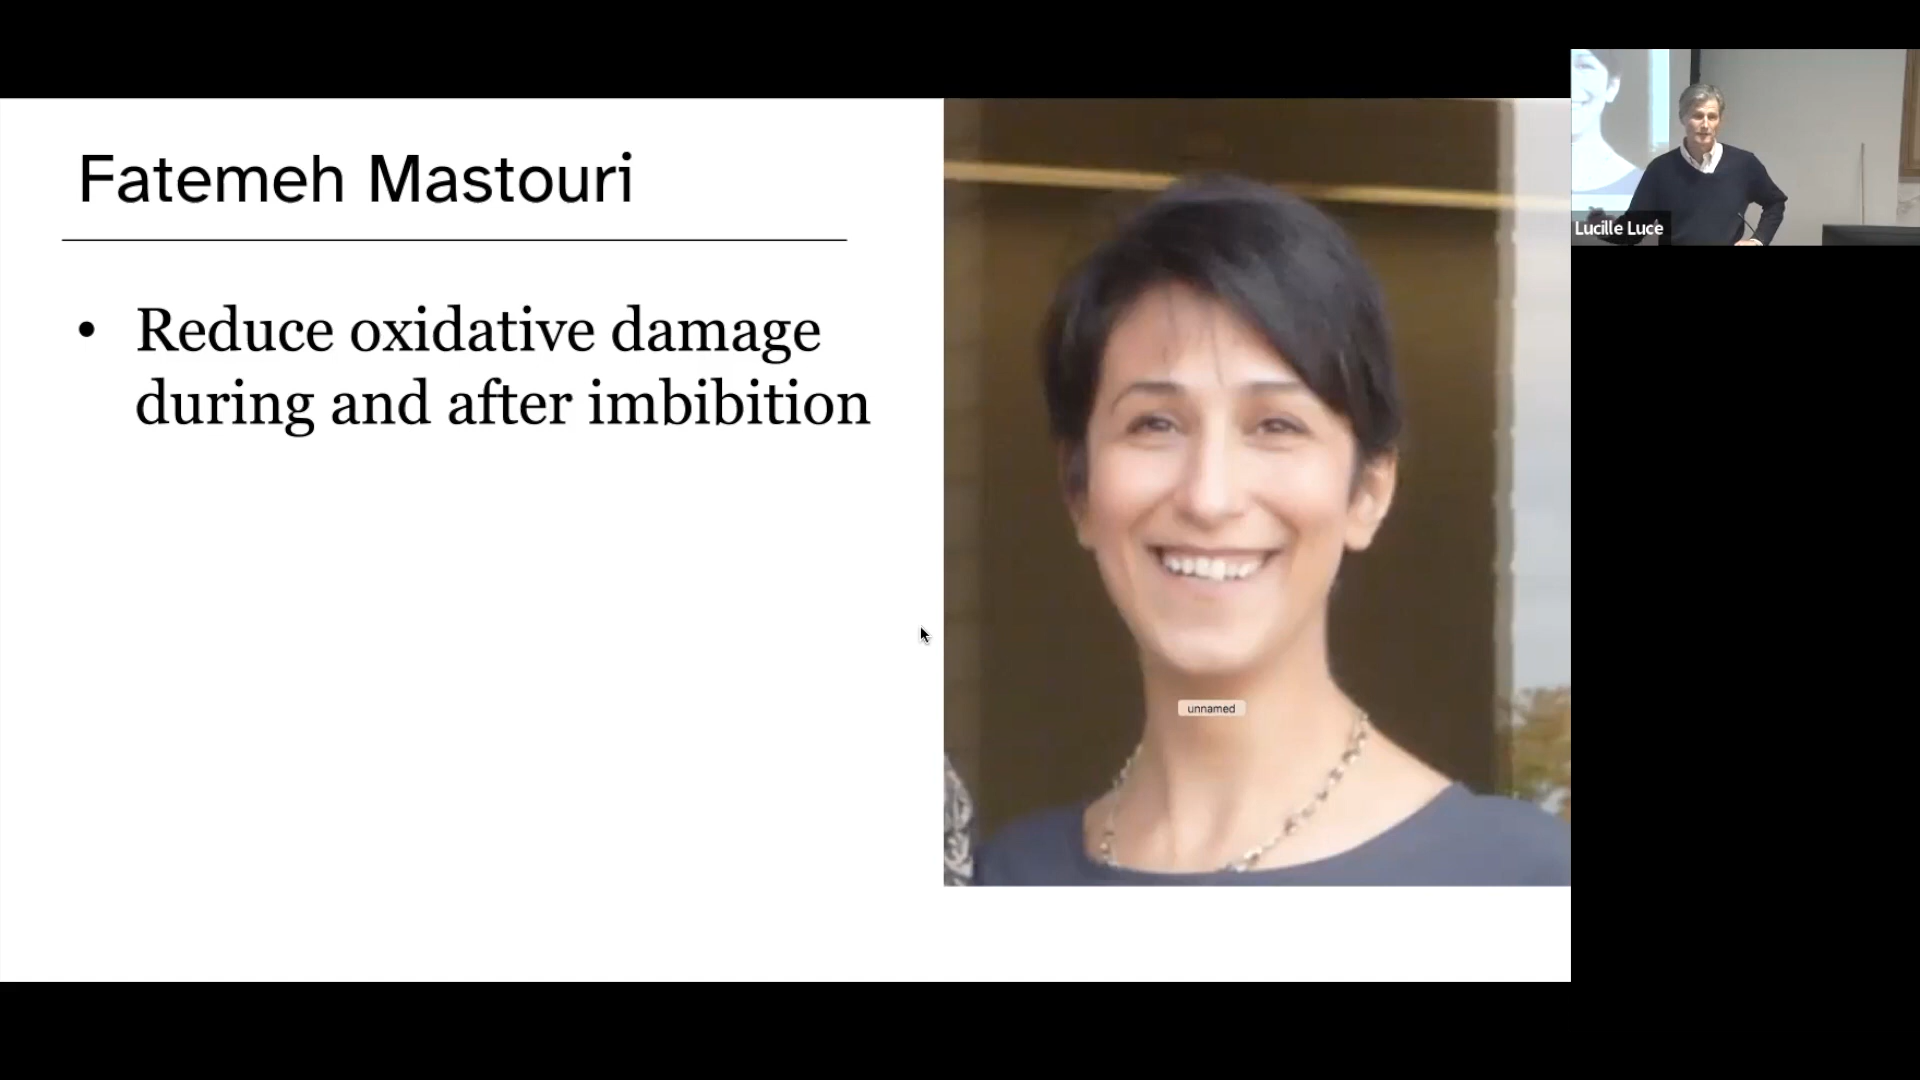 Fatemeh Mastouri
• Reduce oxidative damage
during and after imbibition
unnamed
Lucille Luce